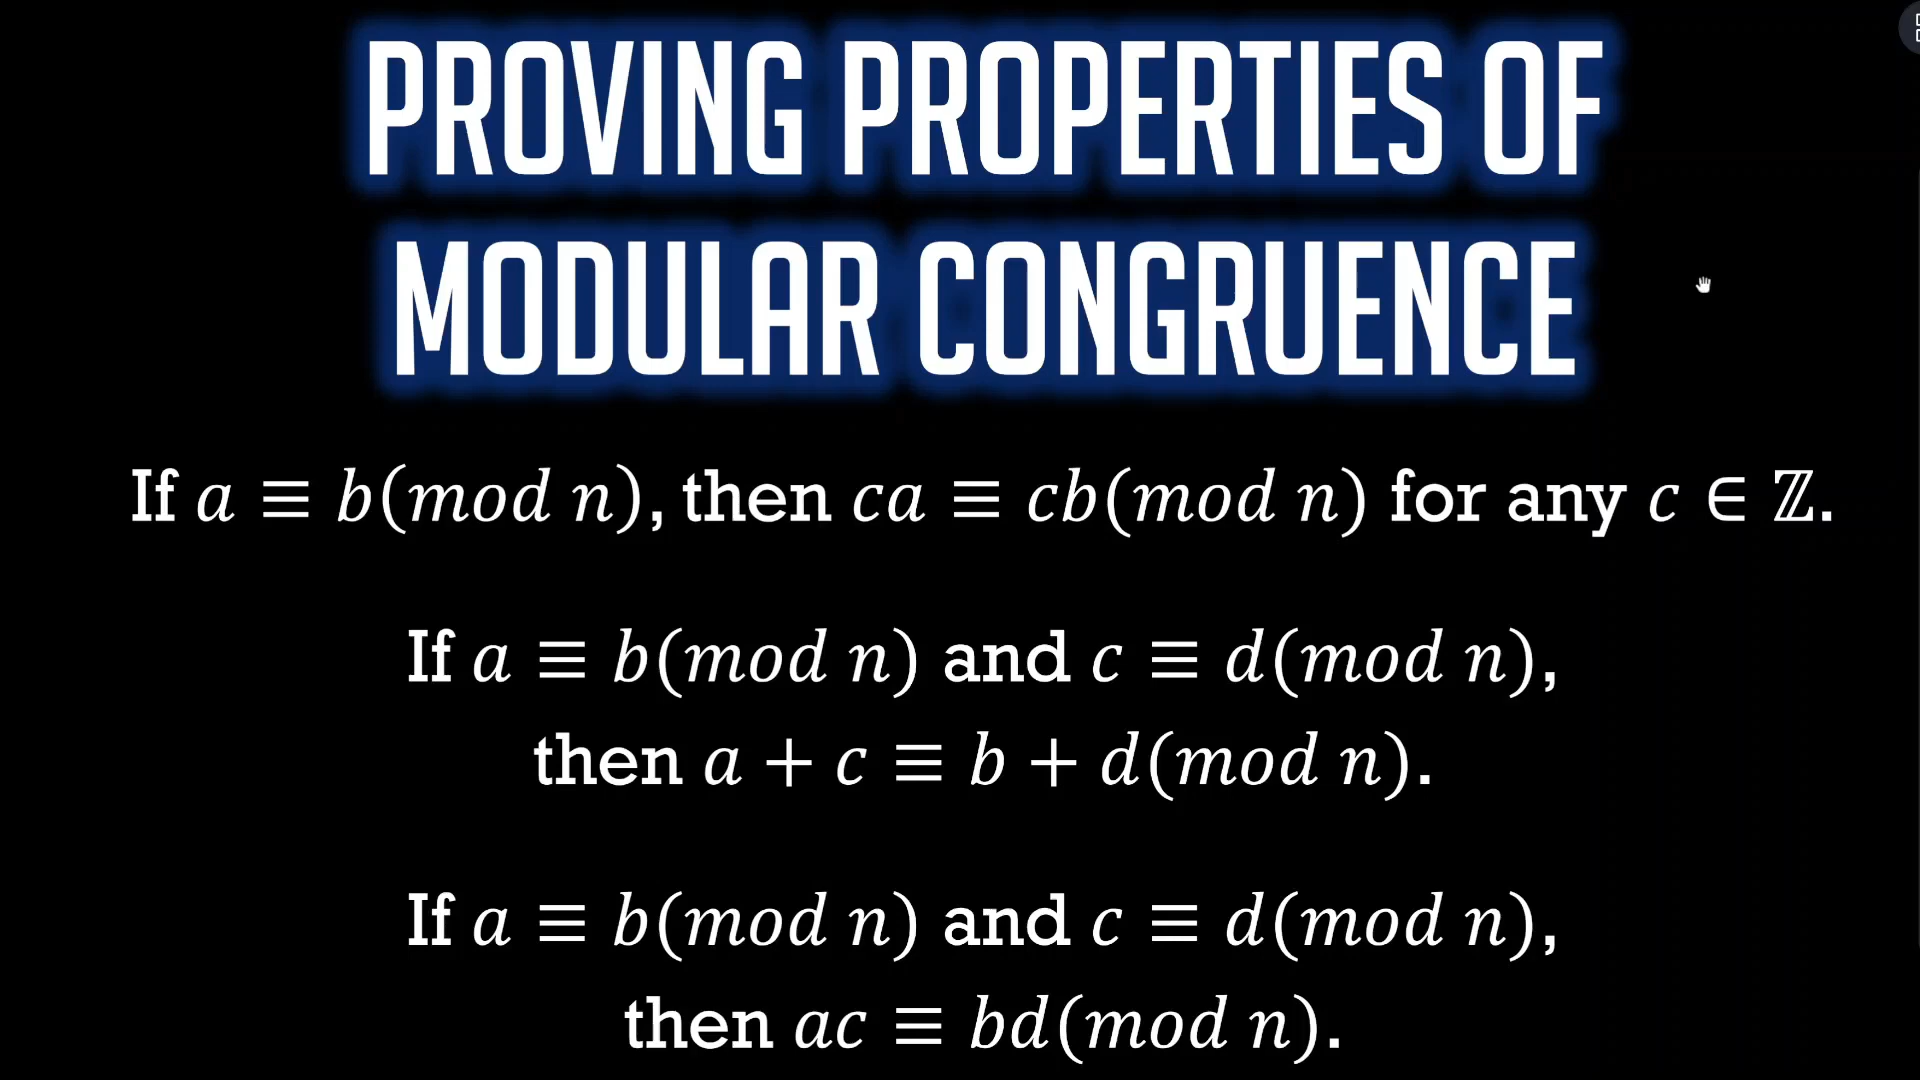 PROVING PROPERTIES OF
MODULAR CONGRUENCE
If a ≡ b(mod n), then ca ≡ cb(mod n) for any c ∈ ℤ.
If a ≡ b(mod n) and c ≡ d(mod n),
then a + c ≡ b + d(mod n).
If a ≡ b(mod n) and c ≡ d(mod n),
then ac ≡ bd(mod n).